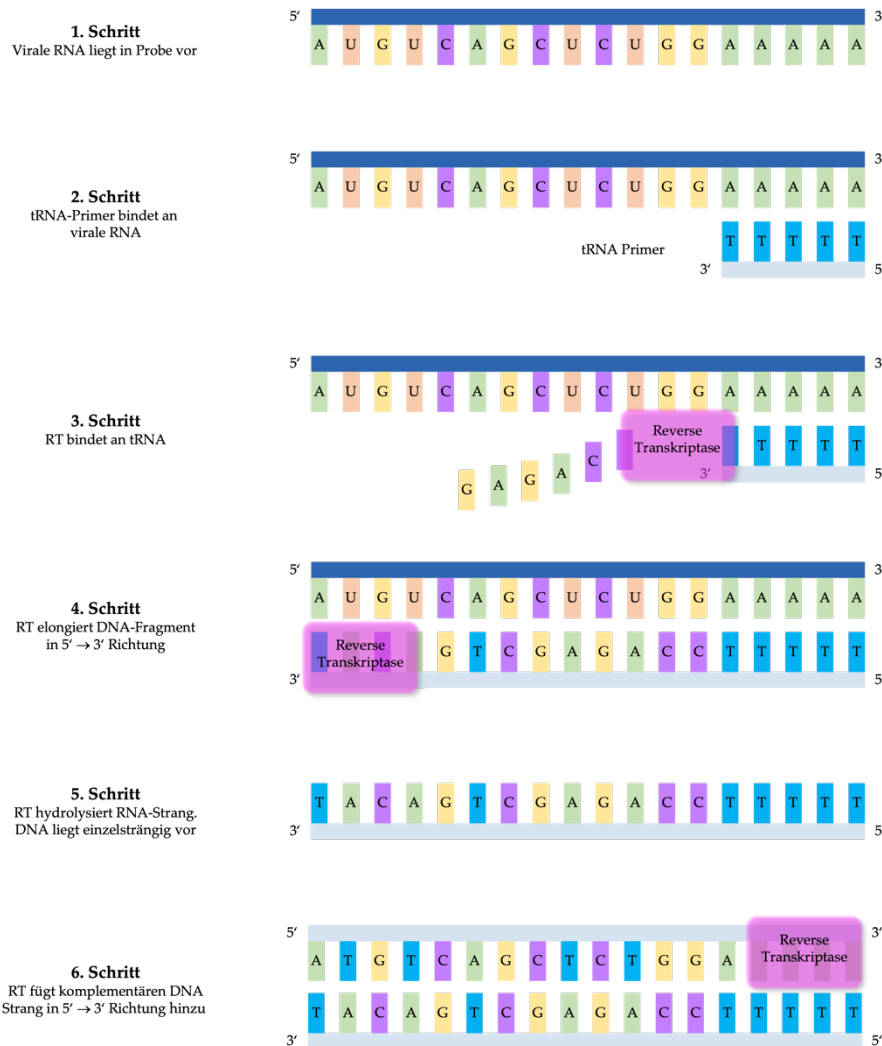 1. Schritt
Virale RNA liegt in Probe vor
5′ 3
A U G U C A G C U C U G G A A A A A
2. Schritt
tRNA-Primer bindet an
virale RNA
5′ 3
A U G U C A G C U C U G G A A A A A
tRNA Primer
T T T T T
3′ 5
3. Schritt
RT bindet an tRNA
5′ 3
A U G U C A G C U C U G G A A A A A
Reverse
Transkriptase
G A G A C
T T T T
3′ 5
4. Schritt
RT elongiert DNA-Fragment
in 5′ → 3′ Richtung
5′ 3
A U G U C A G C U C U G G A A A A A
Reverse
Transkriptase
G T C G A G A C C T T T T T
3′ 5
5. Schritt
RT hydrolysiert RNA-Strang.
DNA liegt einzelsträngig vor
T A C A G T C G A G A C C T T T T T
3′ 5
6. Schritt
RT fügt komplementären DNA
Strang in 5′ → 3′ Richtung hinzu
5′ 3′
Reverse
Transkriptase
A T G T C A G C T C T G G A
T A C A G T C G A G A C C T T T T T
3′ 5′